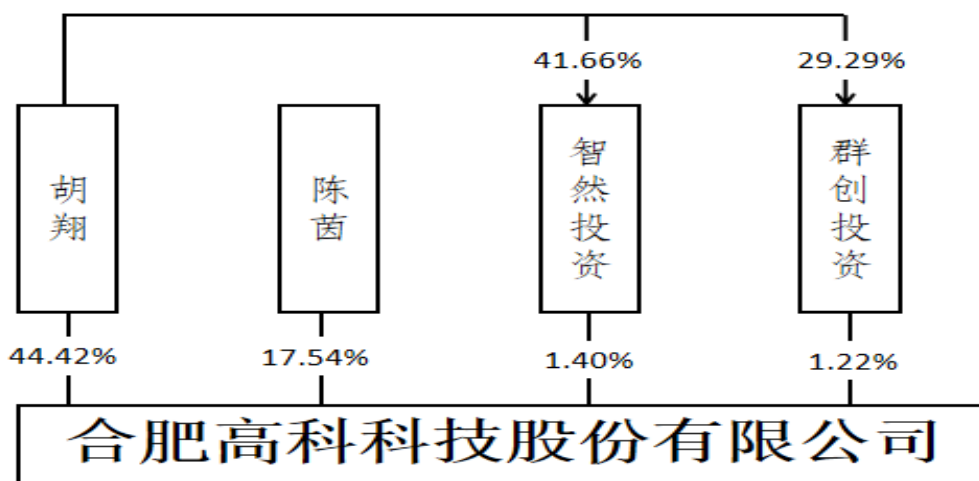 41.66%
29.29%
胡翔
陈茵
智然投资
群创投资
44.42%
17.54%
1.40%
1.22%
合肥高科科技股份有限公司